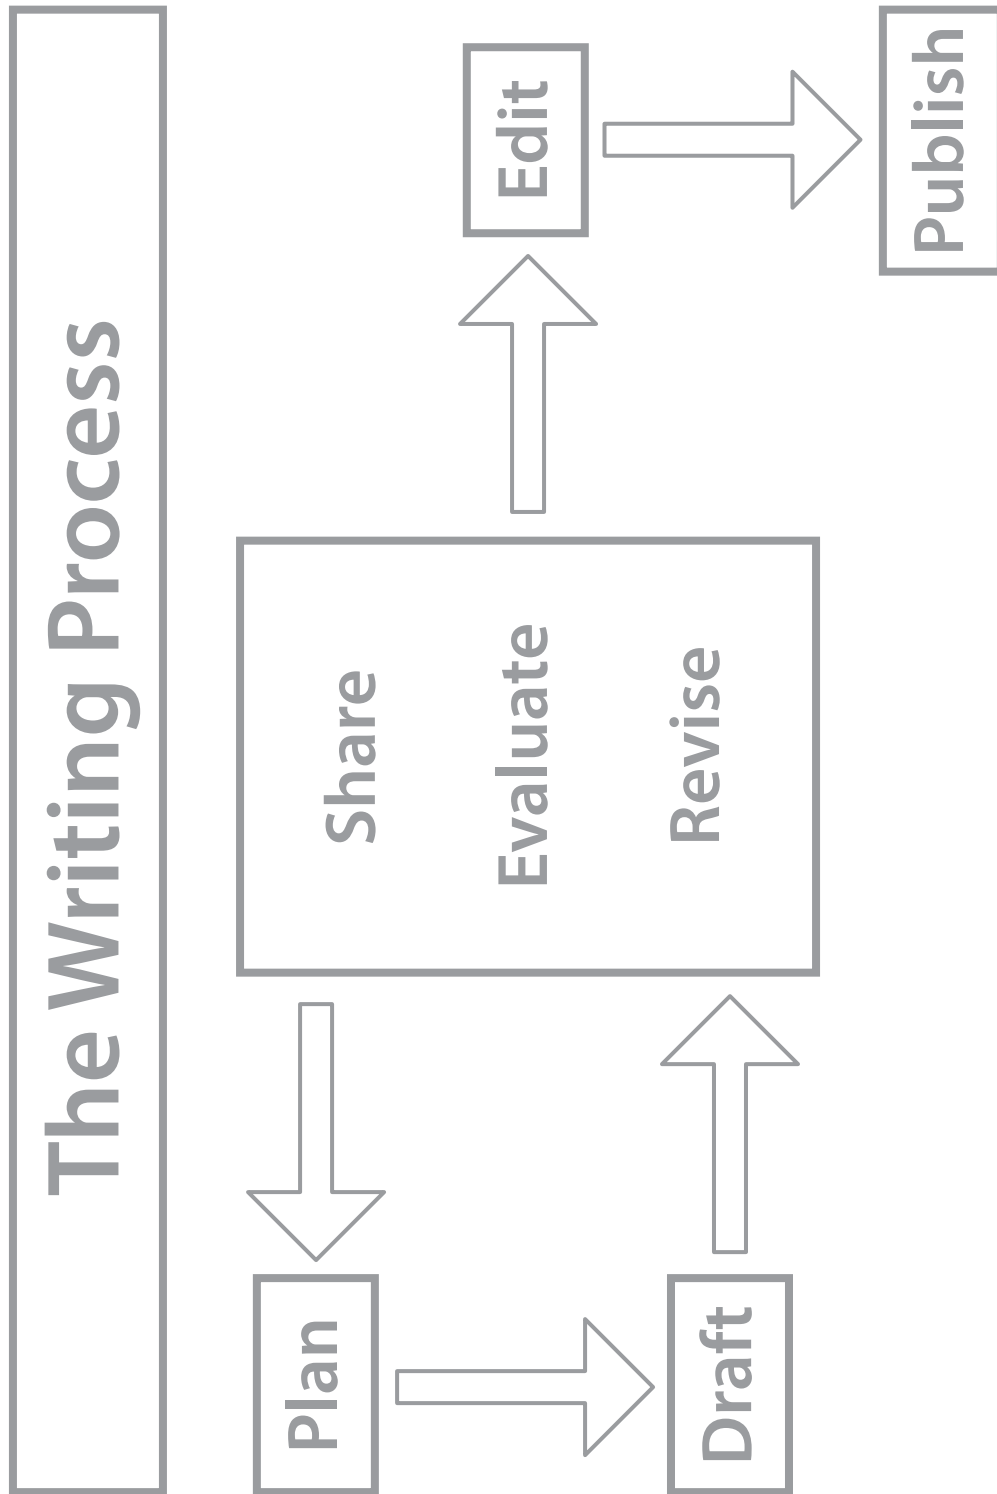 The Writing Process
Plan
Draft
Share
Evaluate
Revise
Edit
Publish